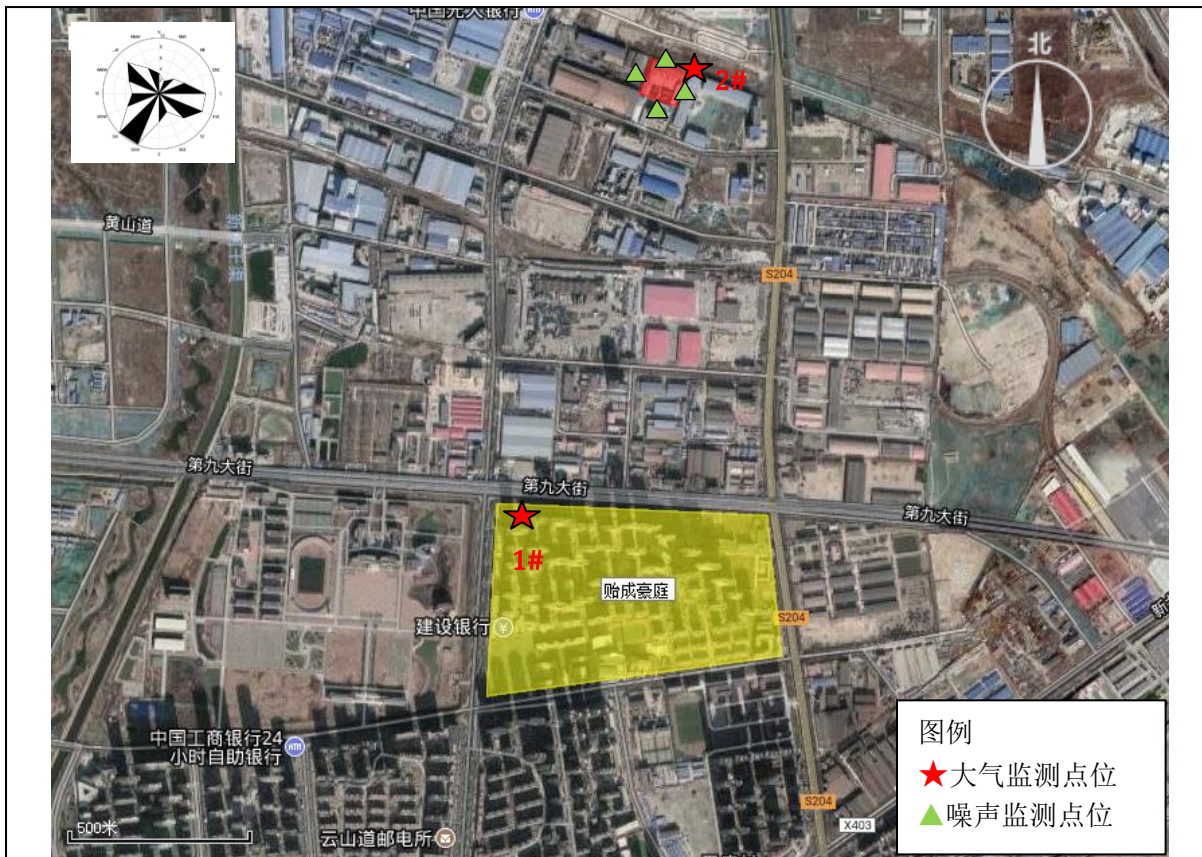 中国光大银行
ATM
北
2#
黄山道
S204
第九大街
第九大街
第九大街
1#
贻成豪庭
建设银行
¥
S204
中国工商银行24
小时自助银行
ATM
500米
云山道邮电所
S204
X403
图例
大气监测点位
噪声监测点位